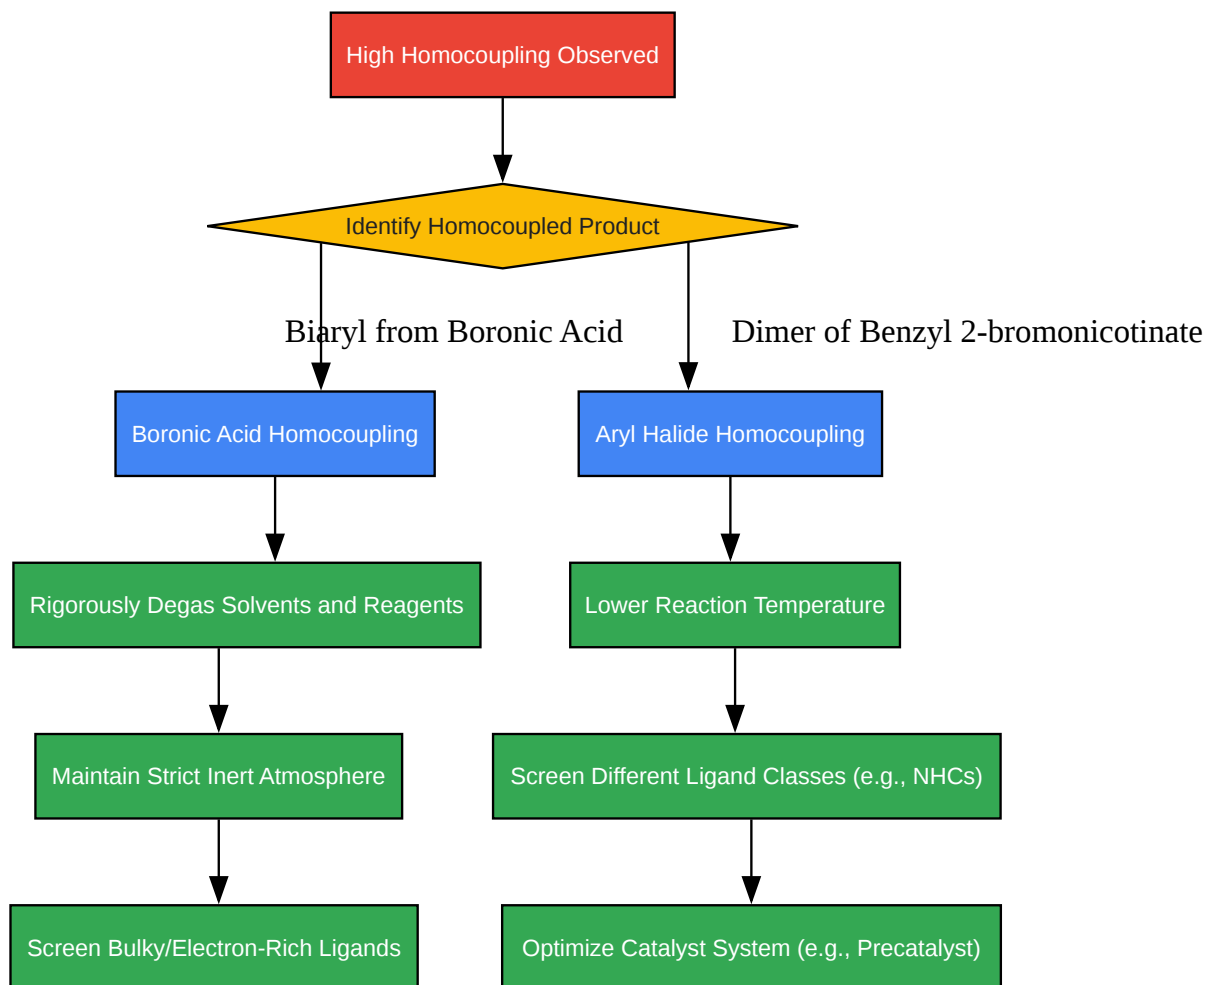 High Homocoupling Observed
Identify Homocoupled Product
Biaryl from Boronic Acid
Dimer of Benzyl 2-bromonicotinate
Boronic Acid Homocoupling
Aryl Halide Homocoupling
Rigorously Degas Solvents and Reagents
Lower Reaction Temperature
Maintain Strict Inert Atmosphere
Screen Different Ligand Classes (e.g., NHCs)
Screen Bulky/Electron-Rich Ligands
Optimize Catalyst System (e.g., Precatalyst)